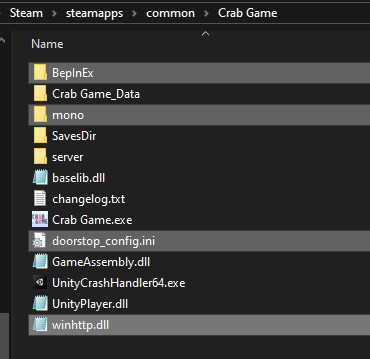 Steam > steamapps > common > Crab Game
Name
BepInEx
Crab Game_Data
mono
SavesDir
server
baselib.dll
changelog.txt
Crab Game.exe
doorstop_config.ini
GameAssembly.dll
UnityCrashHandler64.exe
UnityPlayer.dll
winhttp.dll